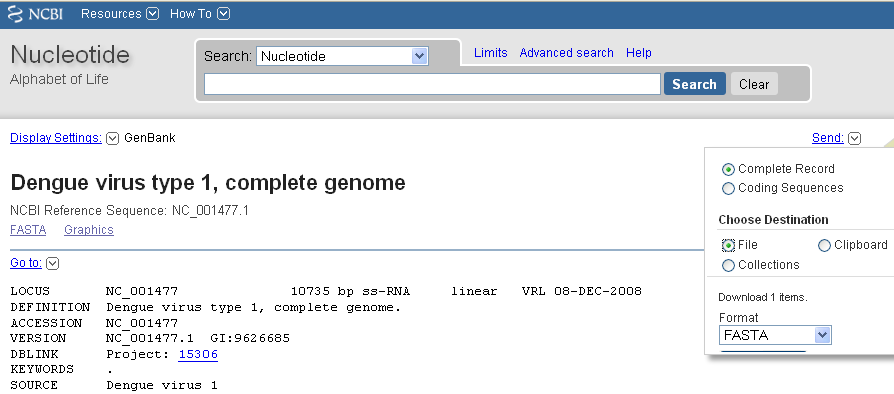 NCBI Resources How To
Nucleotide
Alphabet of Life
Search: Nucleotide
Limits Advanced search Help
Search Clear
Display Settings: GenBank
Send:
Complete Record
Coding Sequences
Choose Destination
File Clipboard
Collections
Download 1 items.
Format
FASTA
Dengue virus type 1, complete genome
NCBI Reference Sequence: NC_001477.1
FASTA Graphics
Go to:
LOCUS NC_001477 10735 bp ss-RNA linear VRL 08-DEC-2008
DEFINITION Dengue virus type 1, complete genome.
ACCESSION NC_001477
VERSION NC_001477.1 GI:9626685
DBLINK Project: 15306
KEYWORDS .
SOURCE Dengue virus 1